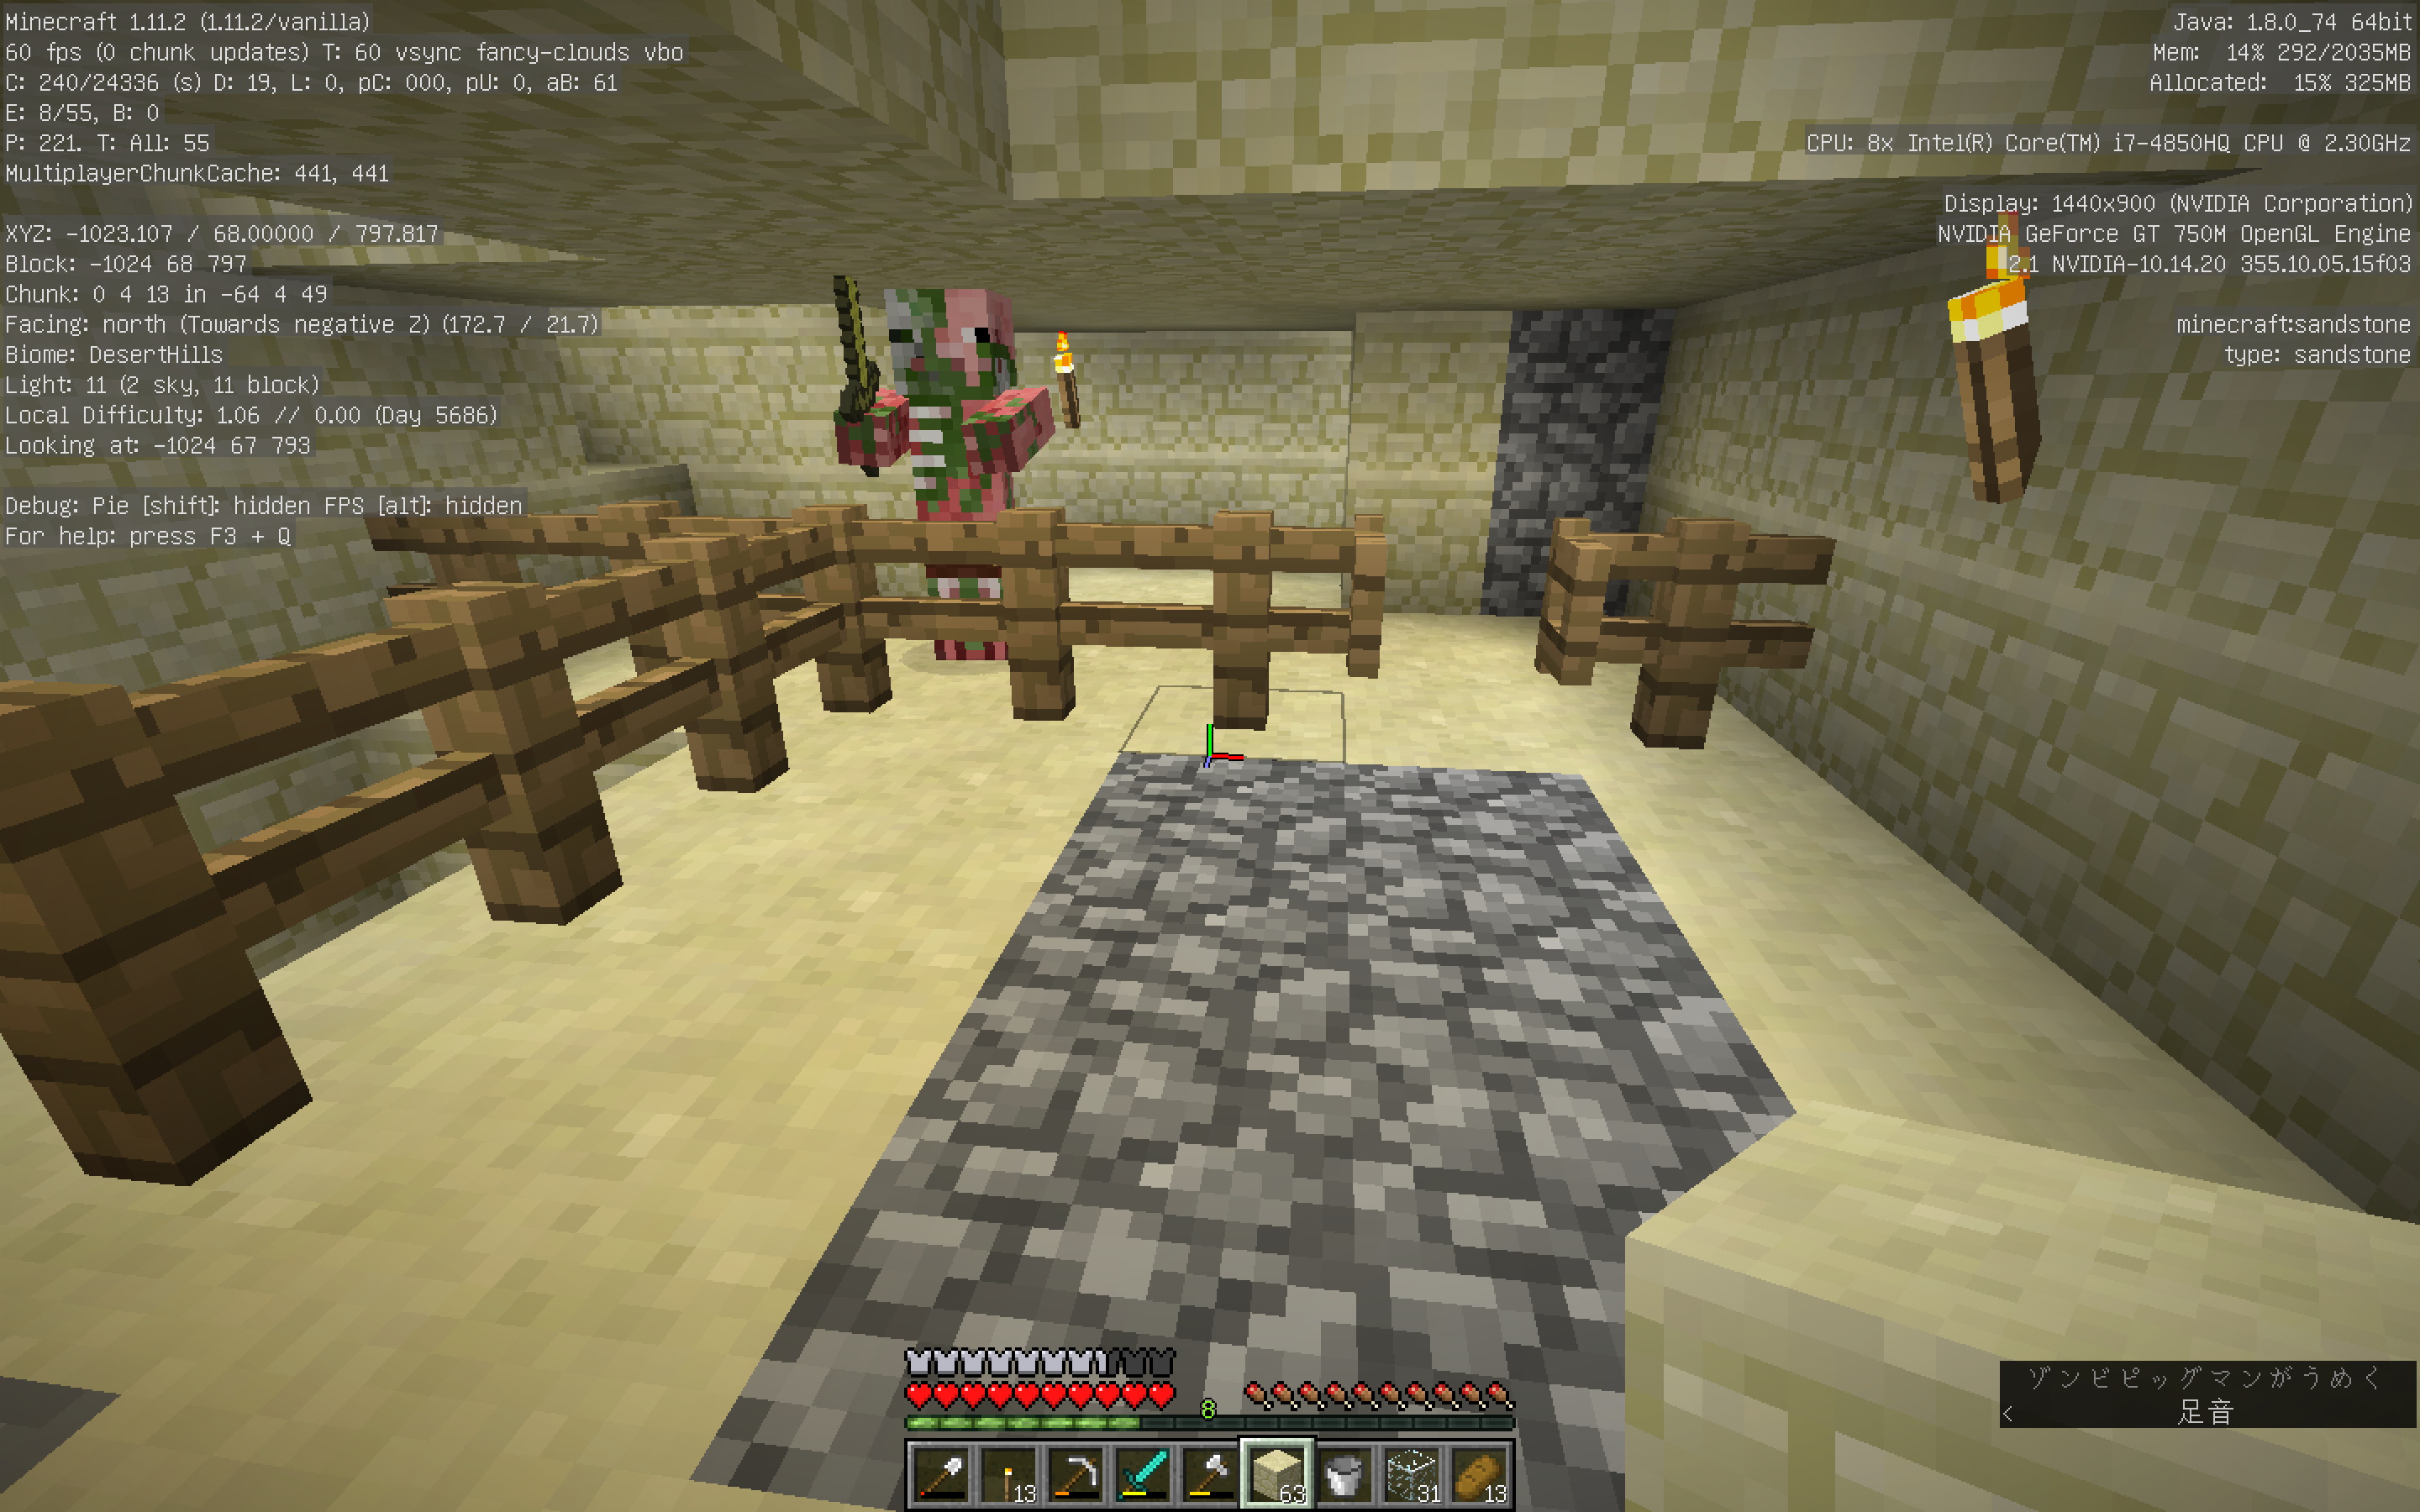 Minecraft 1.11.2 (1.11.2/vanilla)
60 fps (0 chunk updates) T: 60 vsync fancy-clouds vbo
C: 240/24336 (s) D: 19, L: 0, pC: 000, pU: 0, aB: 61
E: 8/55, B: 0
P: 221. T: All: 55
MultiplayerChunkCache: 441, 441
XYZ: -1023.107 / 68.00000 / 797.817
Block: -1024 68 797
Chunk: 0 4 13 in -64 4 49
Facing: north (Towards negative Z) (172.7 / 21.7)
Biome: DesertHills
Light: 11 (2 sky, 11 block)
Local Difficulty: 1.06 // 0.00 (Day 5686)
Looking at: -1024 67 793
Debug: Pie [shift]: hidden FPS [alt]: hidden
For help: press F3 + Q
Java: 1.8.0_74 64bit
Mem: 14% 292/2035MB
Allocated: 15% 325MB
CPU: 8x Intel(R) Core(TM) i7-4850HQ CPU @ 2.30GHz
Display: 1440x900 (NVIDIA Corporation)
NVIDIA GeForce GT 750M OpenGL Engine
2.1 NVIDIA-10.14.20 355.10.05.15f03
minecraft:sandstone
type: sandstone
ゾンビピッグマンがうめく
< 足音
8
13 63 31 13